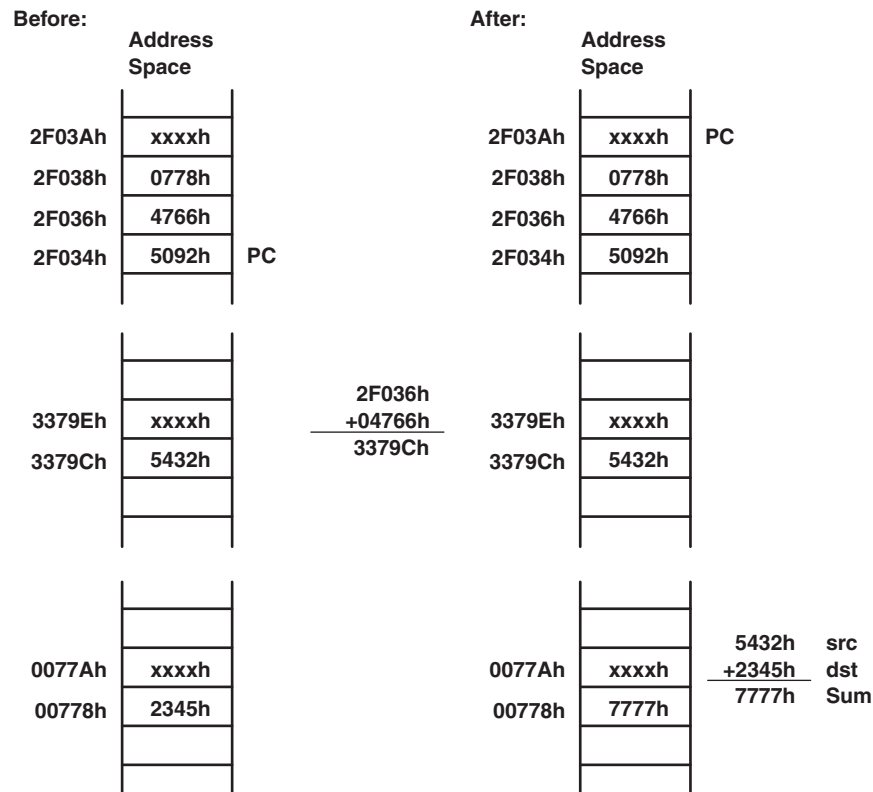 Before:
Address
Space
2F03Ah xxxxh
2F038h 0778h
2F036h 4766h
2F034h 5092h PC
3379Eh xxxxh
3379Ch 5432h
0077Ah xxxxh
00778h 2345h
2F036h
+04766h
3379Ch
After:
Address
Space
2F03Ah xxxxh PC
2F038h 0778h
2F036h 4766h
2F034h 5092h
3379Eh xxxxh
3379Ch 5432h
0077Ah xxxxh
00778h 7777h
5432h src
+2345h dst
7777h Sum